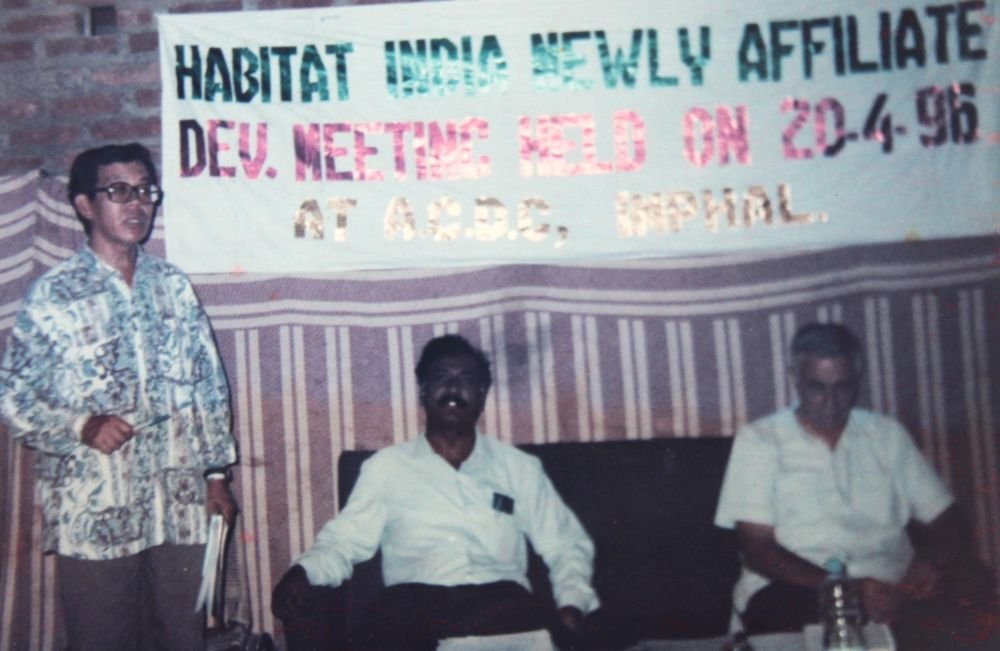 HABITAT INDIA NEWLY AFFILIATE
DEV. MEETING HELD ON 20-4-96
AT A.C.D.C, IMPHAL.